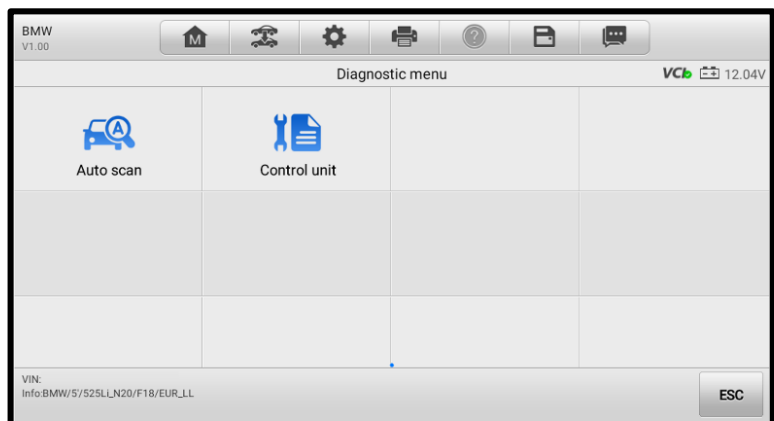 BMW
V1.00
M
?
Diagnostic menu
VCI 12.04V
A
Auto scan
Control unit
VIN:
Info:BMW/5'/525Li_N20/F18/EUR_LL
ESC